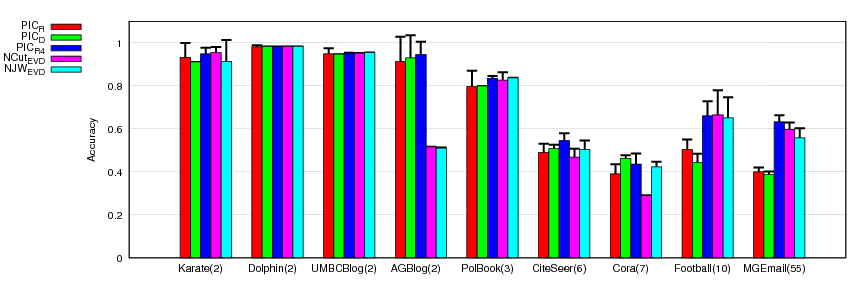 PIC_R
PIC_D
PIC_R4
NCut_EVD
NJW_EVD
Accuracy
1
0.8
0.6
0.4
0.2
0
Karate(2) Dolphin(2) UMBCBlog(2) AGBlog(2) PolBook(3) CiteSeer(6) Cora(7) Football(10) MGEmail(55)